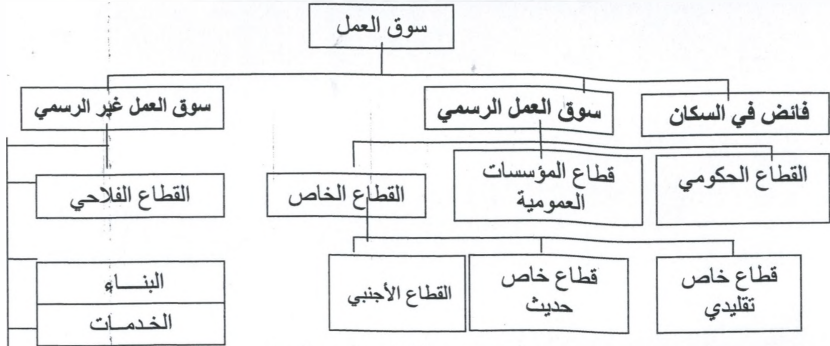 سوق العمل
فائض في السكان
سوق العمل الرسمي
سوق العمل غير الرسمي
القطاع الحكومي
قطاع المؤسسات
العمومية
القطاع الخاص
القطاع الفلاحي
قطاع خاص
تقليدي
قطاع خاص
حديث
القطاع الأجنبي
البنـــاء
الخدمــات